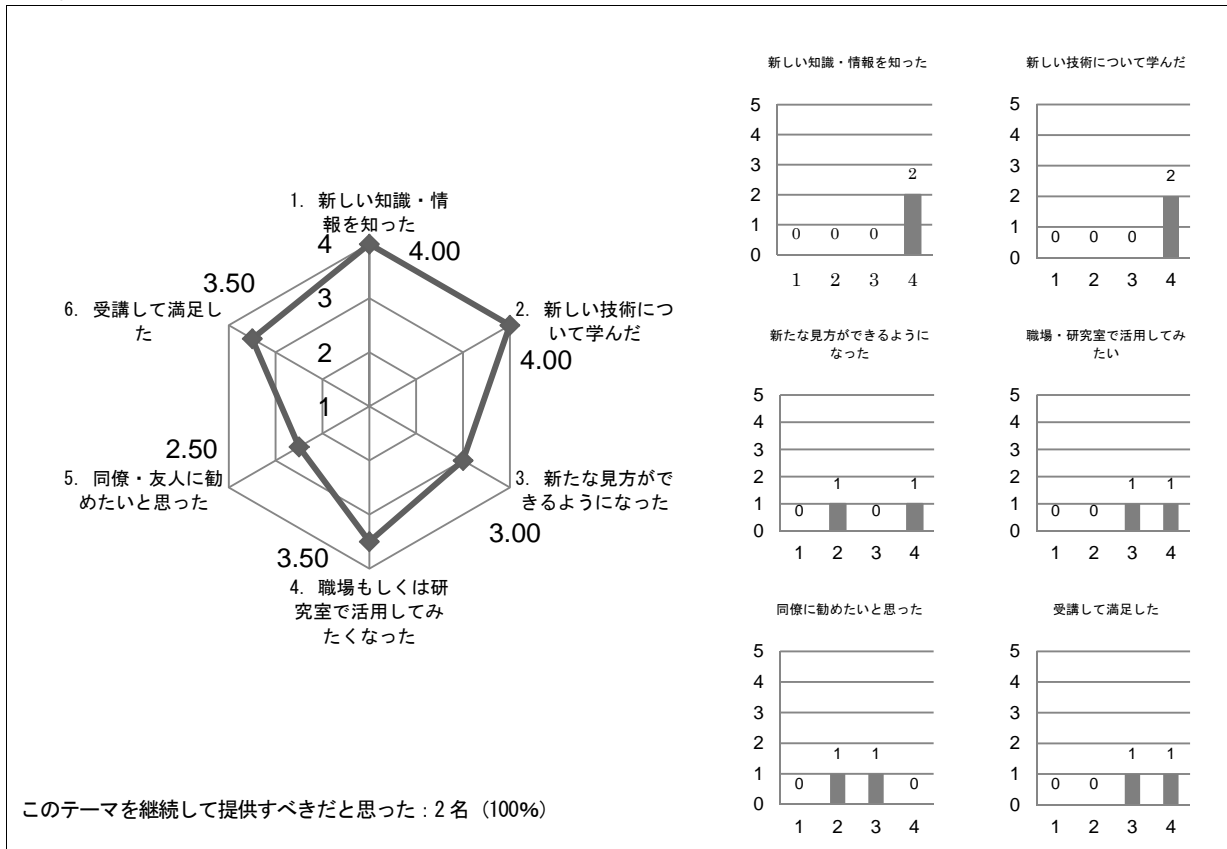 1. 新しい知識・情
報を知った
4
4.00
3.50
3
6. 受講して満足し
た
2. 新しい技術につ
いて学んだ
2
4.00
1
2.50
5. 同僚・友人に勧
めたいと思った
3. 新たな見方がで
きるようになった
3.00
3.50
4. 職場もしくは研
究室で活用してみ
たくなった
このテーマを継続して提供すべきだと思った：2 名（100%）
新しい知識・情報を知った
5
4
3
2
1
0
2
0 0 0
1 2 3 4
新しい技術について学んだ
5
4
3
2
1
0
2
0 0 0
1 2 3 4
新たな見方ができるように
なった
5
4
3
2
1
0
1 1
0 0
1 2 3 4
職場・研究室で活用してみ
たい
5
4
3
2
1
0
1 1
0 0
1 2 3 4
同僚に勧めたいと思った
5
4
3
2
1
0
1 1
0 0
1 2 3 4
受講して満足した
5
4
3
2
1
0
1 1
0 0
1 2 3 4